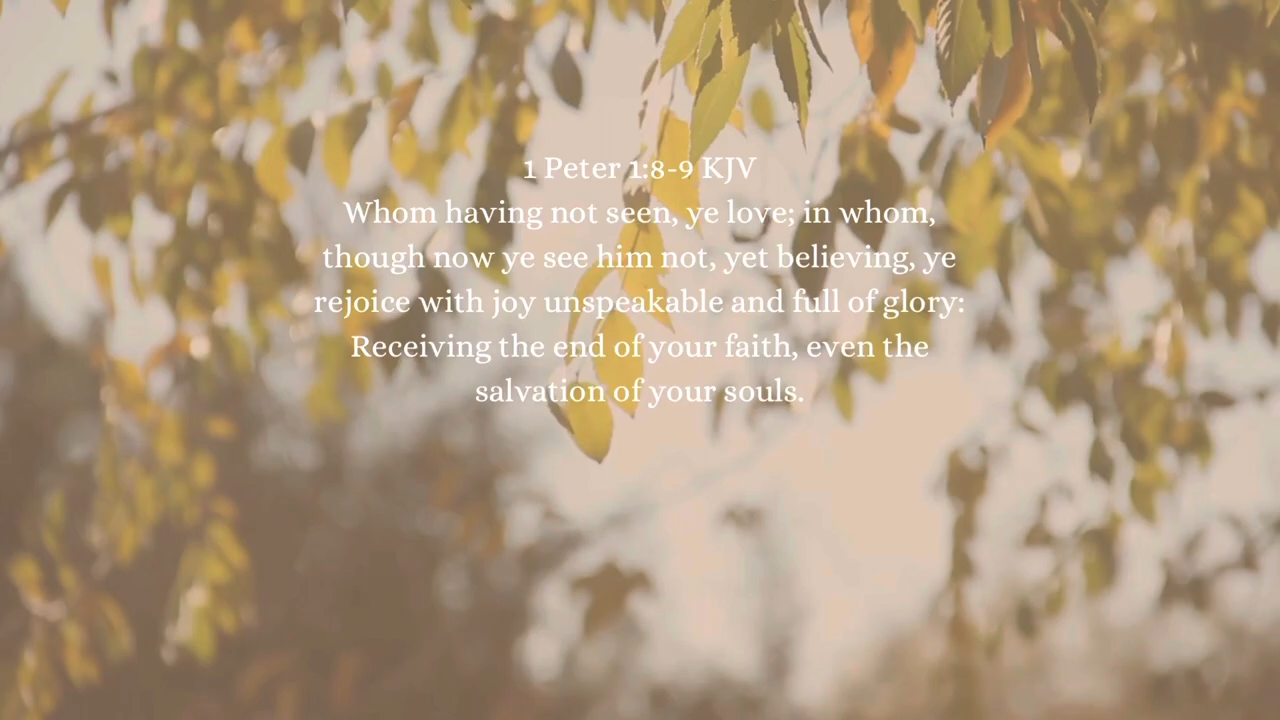 1 Peter 1:8-9 KJV
Whom having not seen, ye love; in whom,
though now ye see him not, yet believing, ye
rejoice with joy unspeakable and full of glory:
Receiving the end of your faith, even the
salvation of your souls.